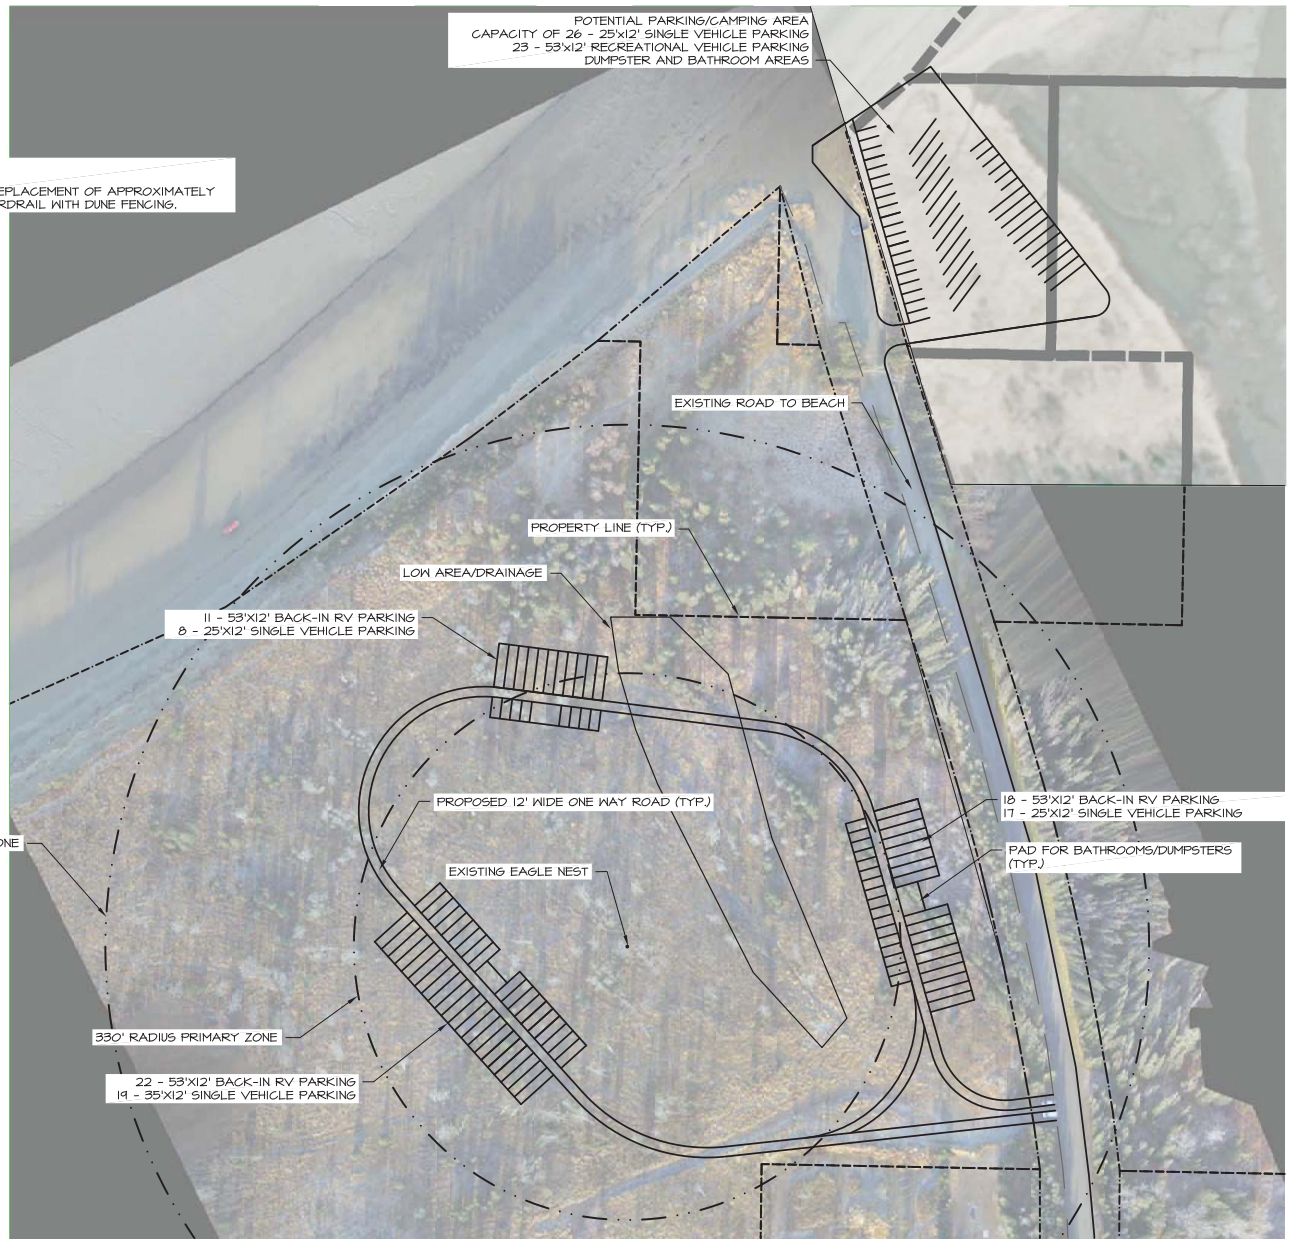 POTENTIAL PARKING/CAMPING AREA
CAPACITY OF 26 - 25'x12' SINGLE VEHICLE PARKING
23 - 53'x12' RECREATIONAL VEHICLE PARKING
DUMPSTER AND BATHROOM AREAS
EPLACEMENT OF APPROXIMATELY
RDRAIL WITH DUNE FENCING.
EXISTING ROAD TO BEACH
PROPERTY LINE (TYP.)
LOW AREA/DRAINAGE
11 - 53'X12' BACK-IN RV PARKING
8 - 25'X12' SINGLE VEHICLE PARKING
PROPOSED 12' WIDE ONE WAY ROAD (TYP.)
18 - 53'X12' BACK-IN RV PARKING
17 - 25'X12' SINGLE VEHICLE PARKING
ONE
PAD FOR BATHROOMS/DUMPSTERS
(TYP.)
EXISTING EAGLE NEST
330' RADIUS PRIMARY ZONE
22 - 53'X12' BACK-IN RV PARKING
19 - 35'X12' SINGLE VEHICLE PARKING